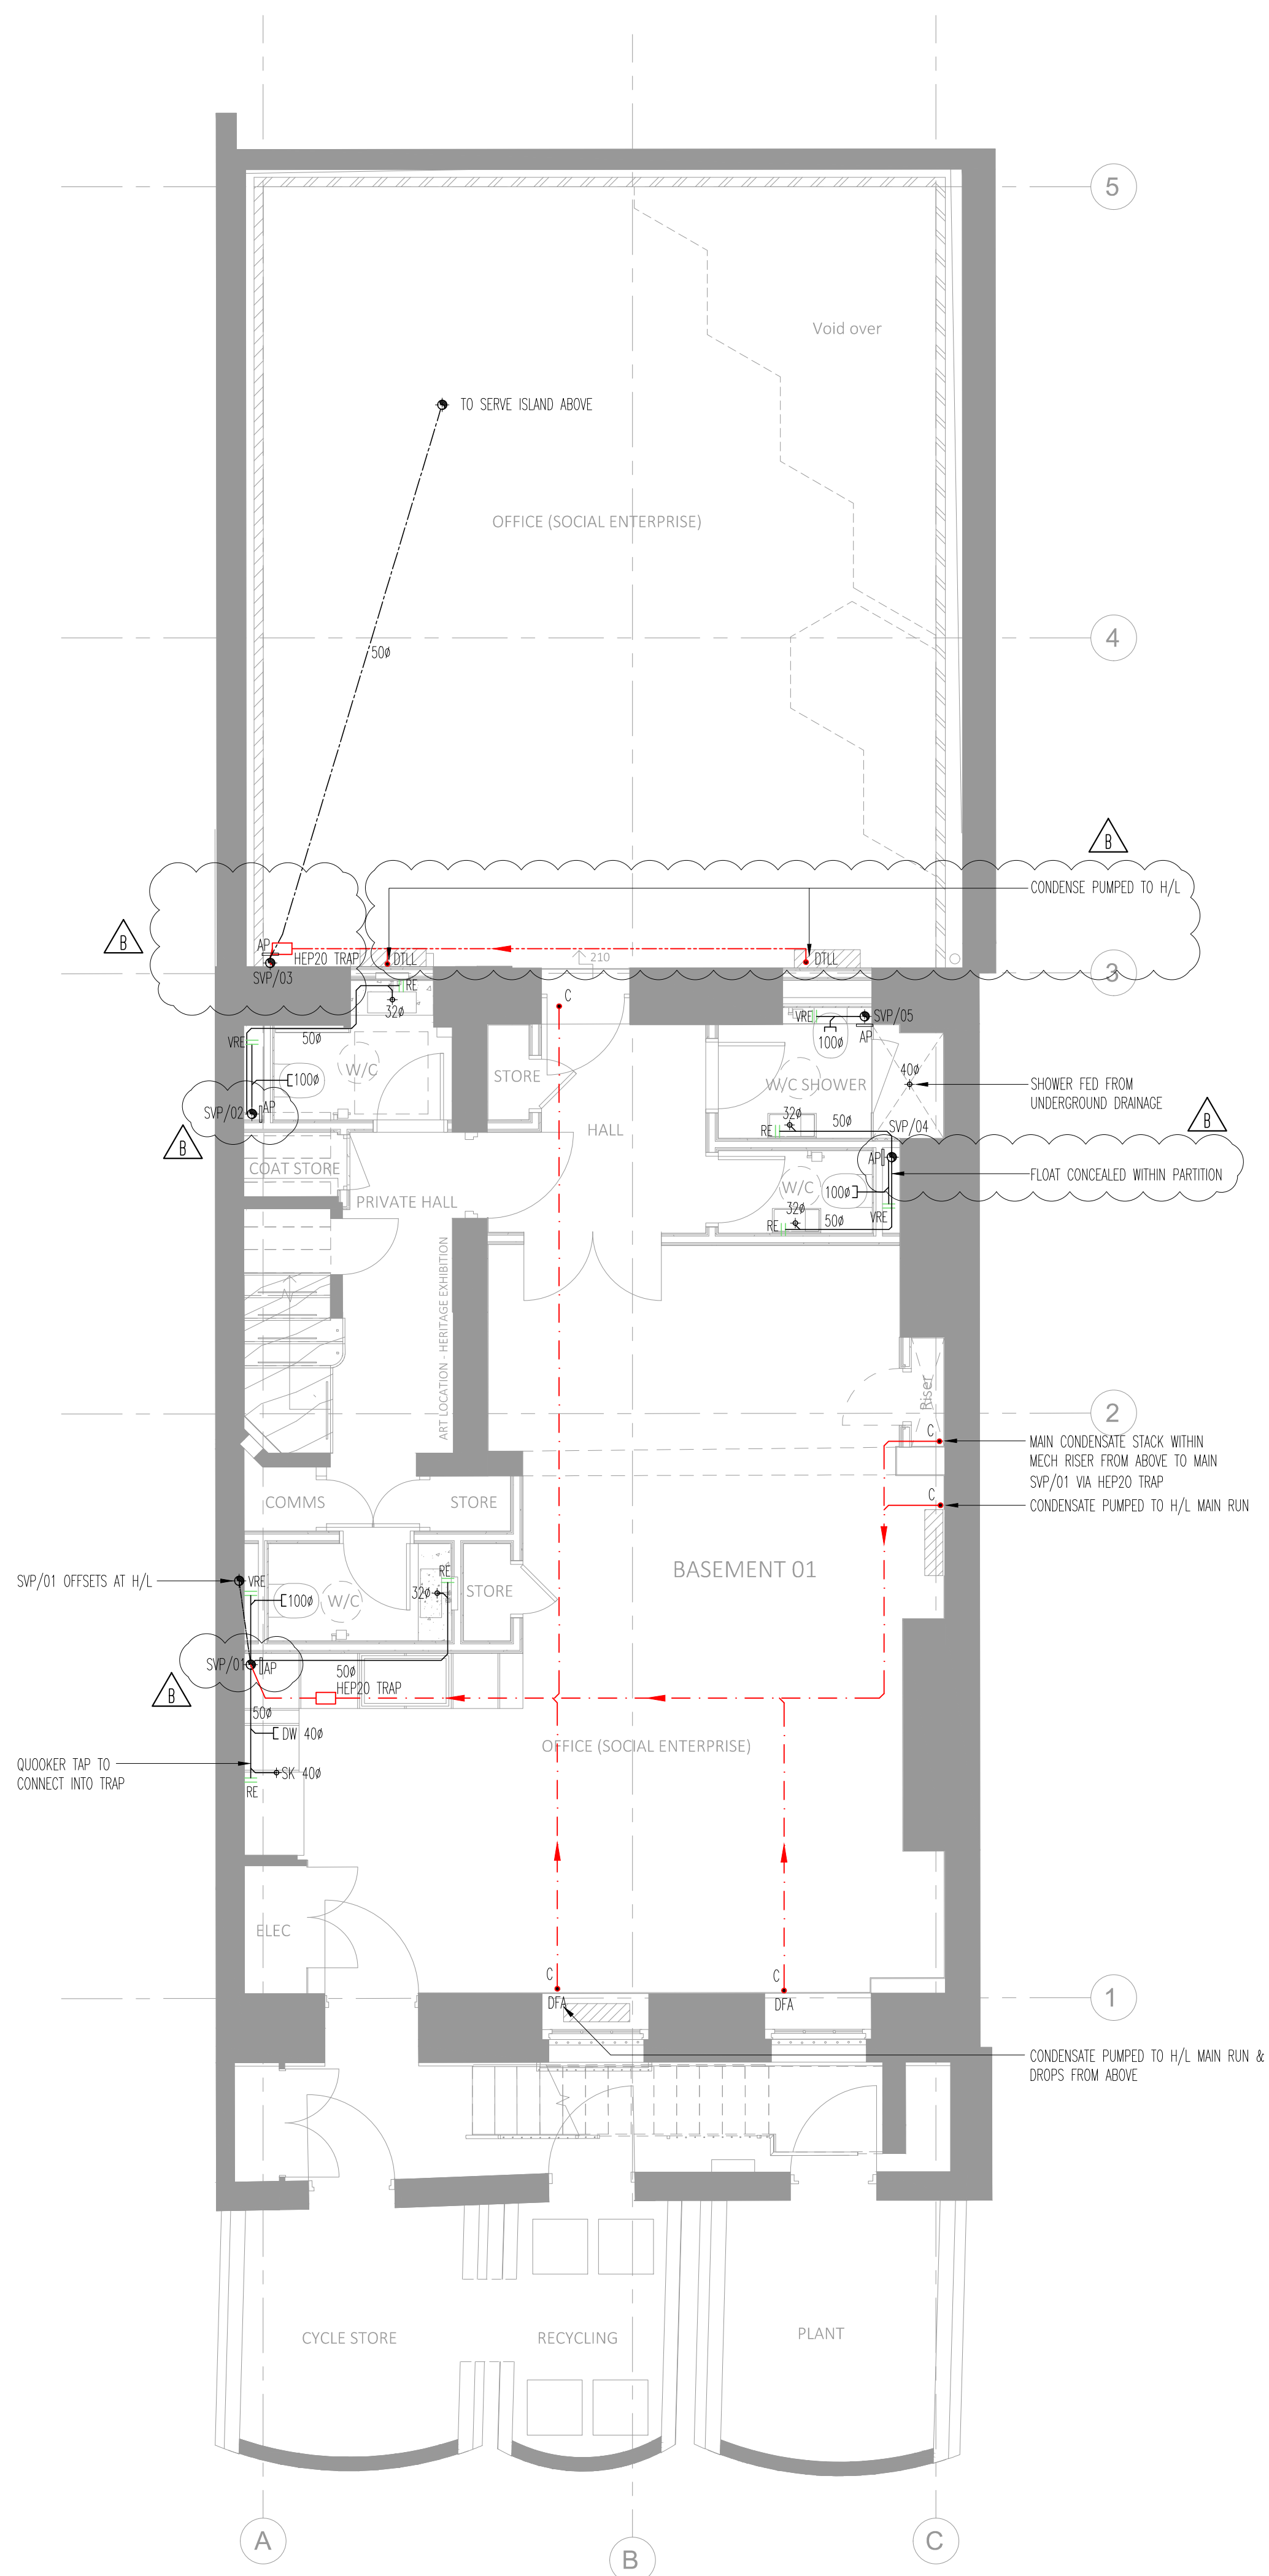 5
Void over
TO SERVE ISLAND ABOVE
OFFICE (SOCIAL ENTERPRISE)
4
50ø
B
CONDENSE PUMPED TO H/L
B
AP
HEP20 TRAP
DTLL
DTLL
210
3
SVP/03
RE
C
32ø
VRE
SVP/05
50ø
VRE
100ø
AP
W/C
STORE
100ø
40ø
W/C SHOWER
SHOWER FED FROM
UNDERGROUND DRAINAGE
SVP/02
AP
32ø
50ø
SVP/04
B
RE
HALL
B
AP
COAT STORE
FLOAT CONCEALED WITHIN PARTITION
W/C
100ø
PRIVATE HALL
32ø
50ø
VRE
RE
ART LOCATION - HERITAGE EXHIBITION
Riser
2
C
MAIN CONDENSATE STACK WITHIN
MECH RISER FROM ABOVE TO MAIN
SVP/01 VIA HEP20 TRAP
C
CONDENSATE PUMPED TO H/L MAIN RUN
COMMS
STORE
BASEMENT 01
SVP/01 OFFSETS AT H/L
VRE
RE
100ø
W/C
32ø
STORE
SVP/01
AP
50ø
HEP20 TRAP
B
50ø
DW 40ø
OFFICE (SOCIAL ENTERPRISE)
QUOOKER TAP TO
CONNECT INTO TRAP
SK 40ø
RE
ELEC
C
C
DFA
DFA
1
CONDENSATE PUMPED TO H/L MAIN RUN &
DROPS FROM ABOVE
CYCLE STORE
RECYCLING
PLANT
A
B
C